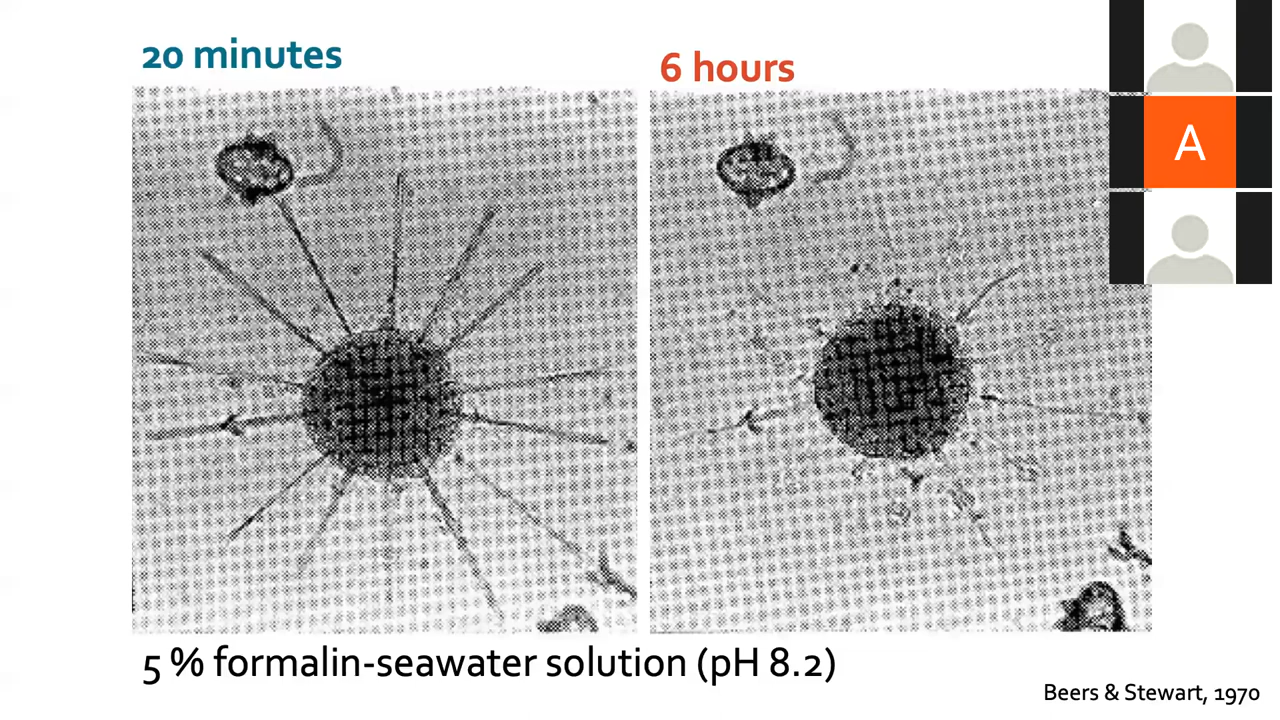 20 minutes
6 hours
A
5 % formalin-seawater solution (pH 8.2)
Beers & Stewart, 1970